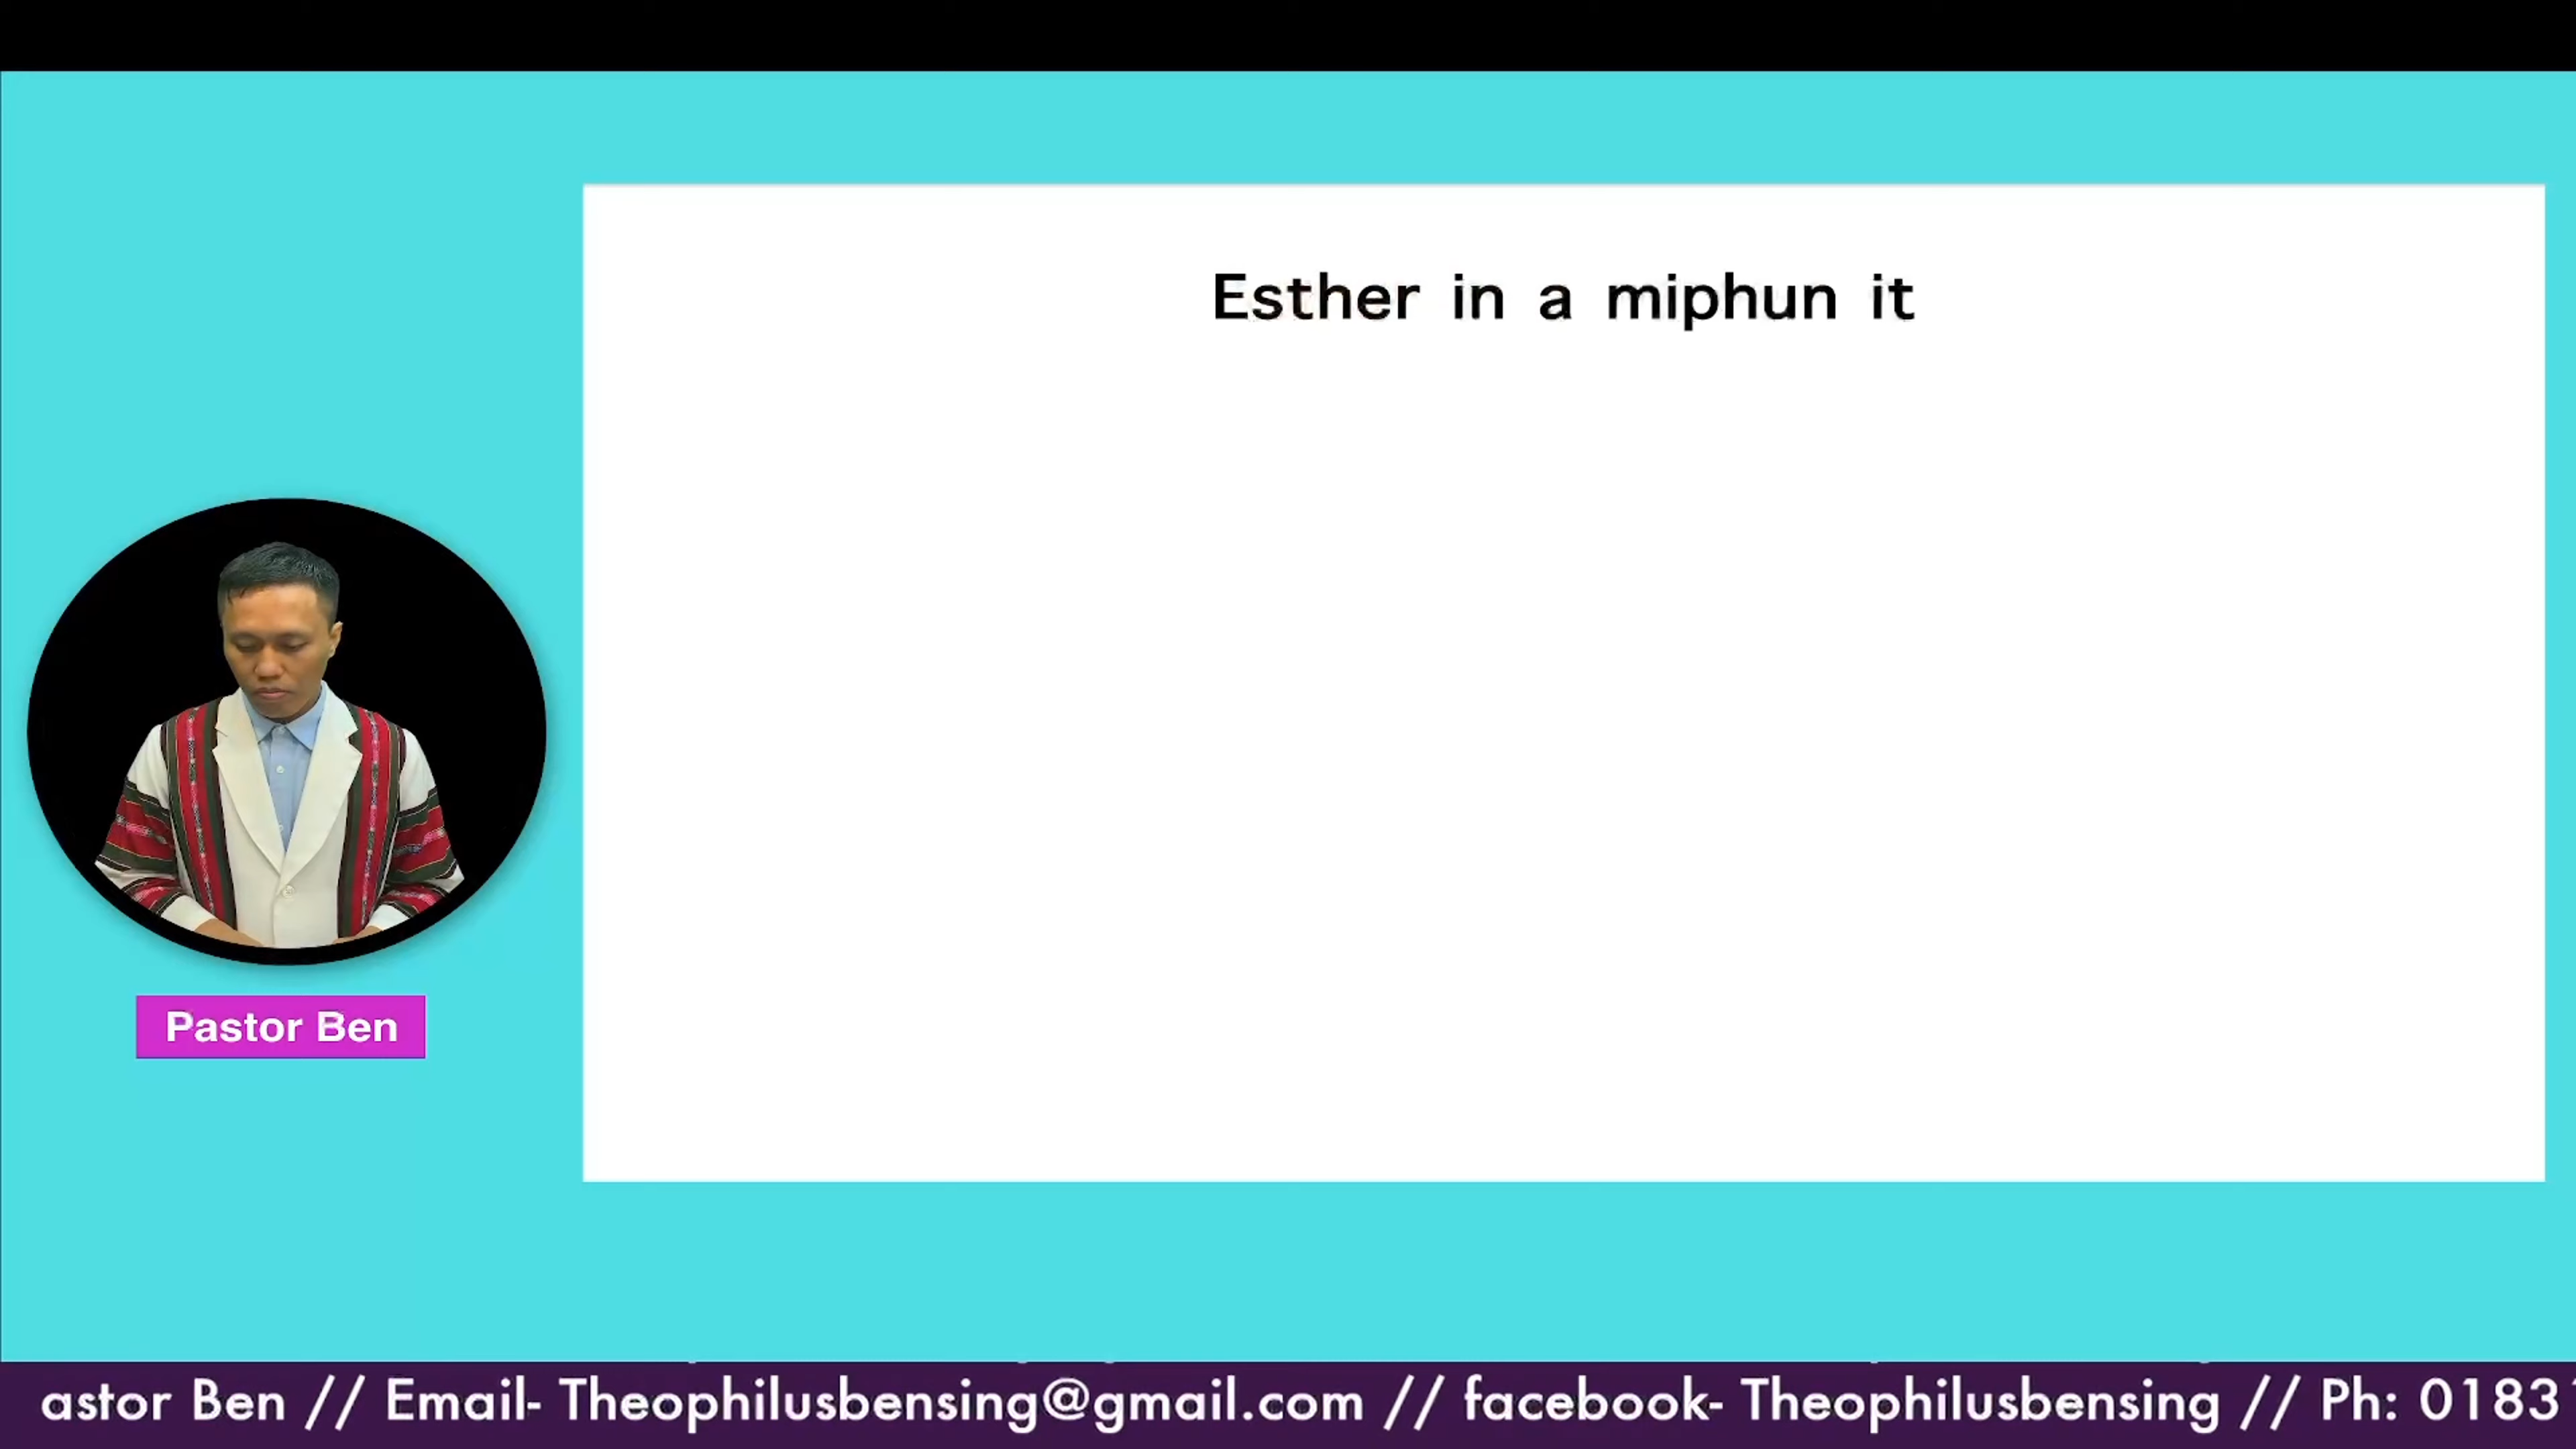 Esther in a miphun it
Pastor Ben
astor Ben // Email- Theophilusbensing@gmail.com // facebook- Theophilusbensing // Ph: 0183